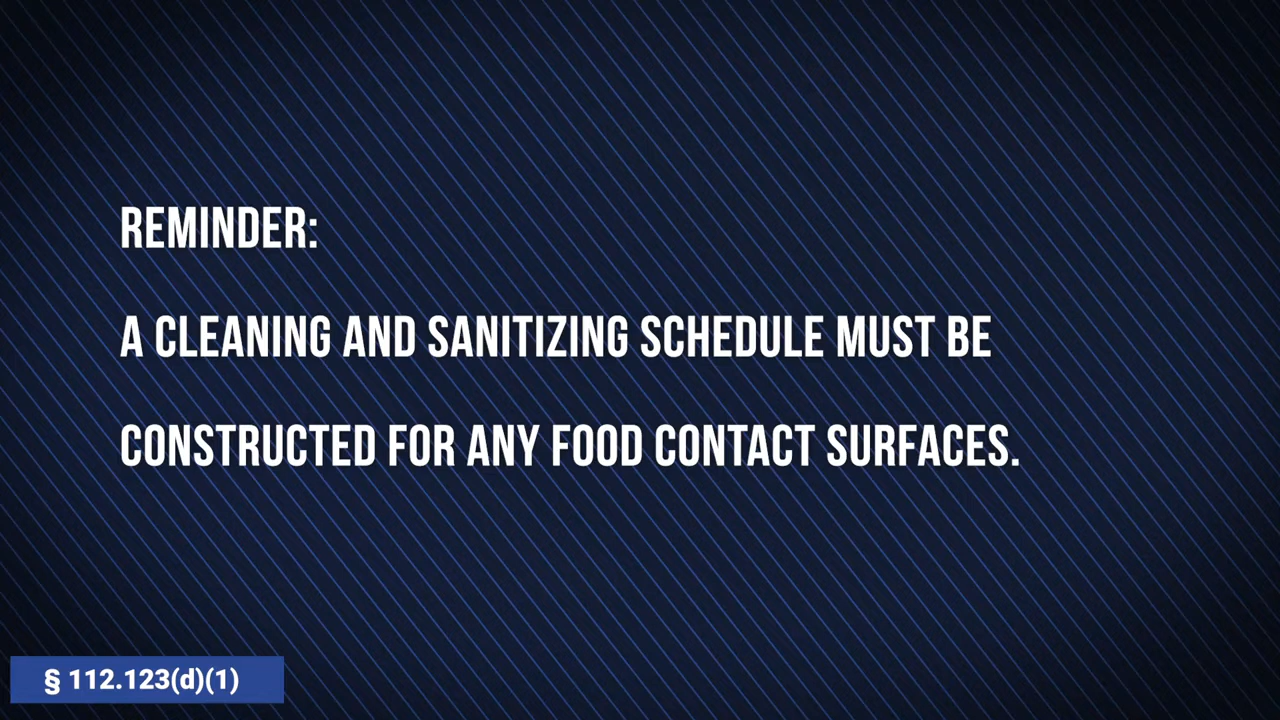 REMINDER:
A CLEANING AND SANITIZING SCHEDULE MUST BE
CONSTRUCTED FOR ANY FOOD CONTACT SURFACES.
§ 112.123(d)(1)